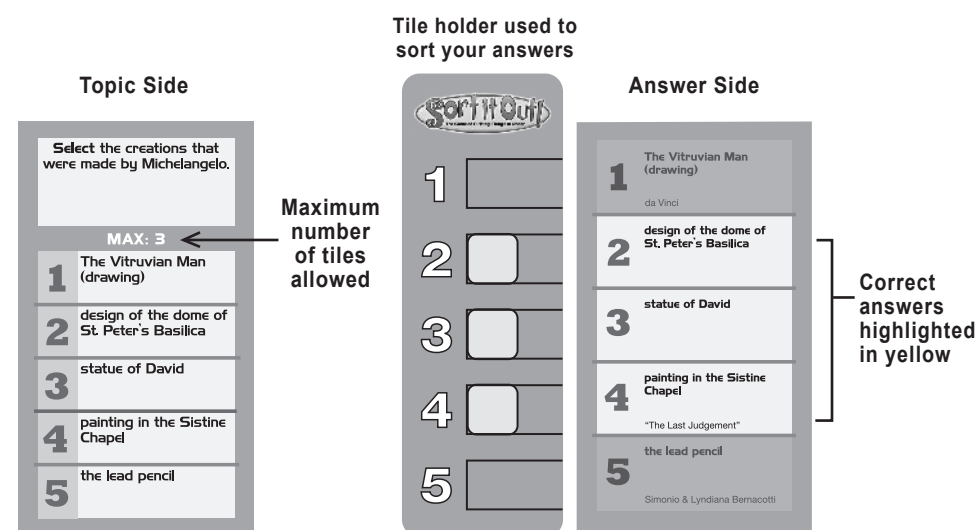 Tile holder used to
sort your answers
Topic Side
Select the creations that
were made by Michelangelo.
MAX: 3
1 The Vitruvian Man
(drawing)
2 design of the dome of
St. Peter's Basilica
3 statue of David
4 painting in the Sistine
Chapel
5 the lead pencil
Maximum
number
of tiles
allowed
Sort it Out!
1
2
3
4
5
Answer Side
1 The Vitruvian Man
(drawing)
da Vinci
2 design of the dome of
St. Peter's Basilica
3 statue of David
4 painting in the Sistine
Chapel
"The Last Judgement"
5 the lead pencil
Simonio & Lyndiana Bernacotti
Correct
answers
highlighted
in yellow